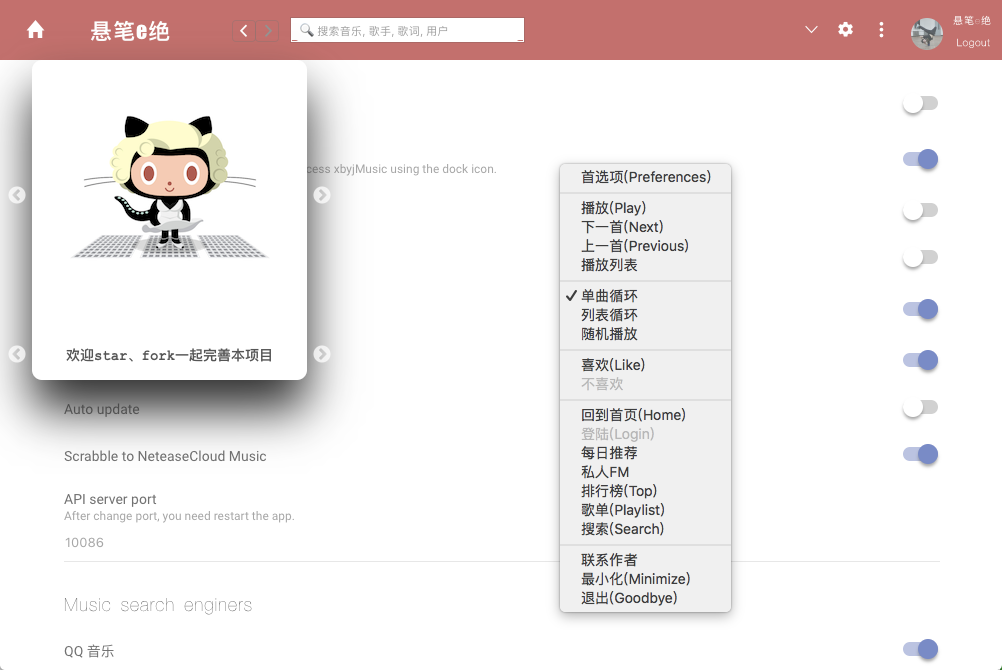 悬笔e绝
搜索音乐, 歌手, 歌词, 用户
悬笔e绝
Logout
cess xbyjMusic using the dock icon.
欢迎star、fork一起完善本项目
Auto update
Scrabble to NeteaseCloud Music
API server port
After change port, you need restart the app.
10086
Music search enginers
QQ 音乐
首选项(Preferences)
播放(Play)
下一首(Next)
上一首(Previous)
播放列表
单曲循环
列表循环
随机播放
喜欢(Like)
不喜欢
回到首页(Home)
登陆(Login)
每日推荐
私人FM
排行榜(Top)
歌单(Playlist)
搜索(Search)
联系作者
最小化(Minimize)
退出(Goodbye)